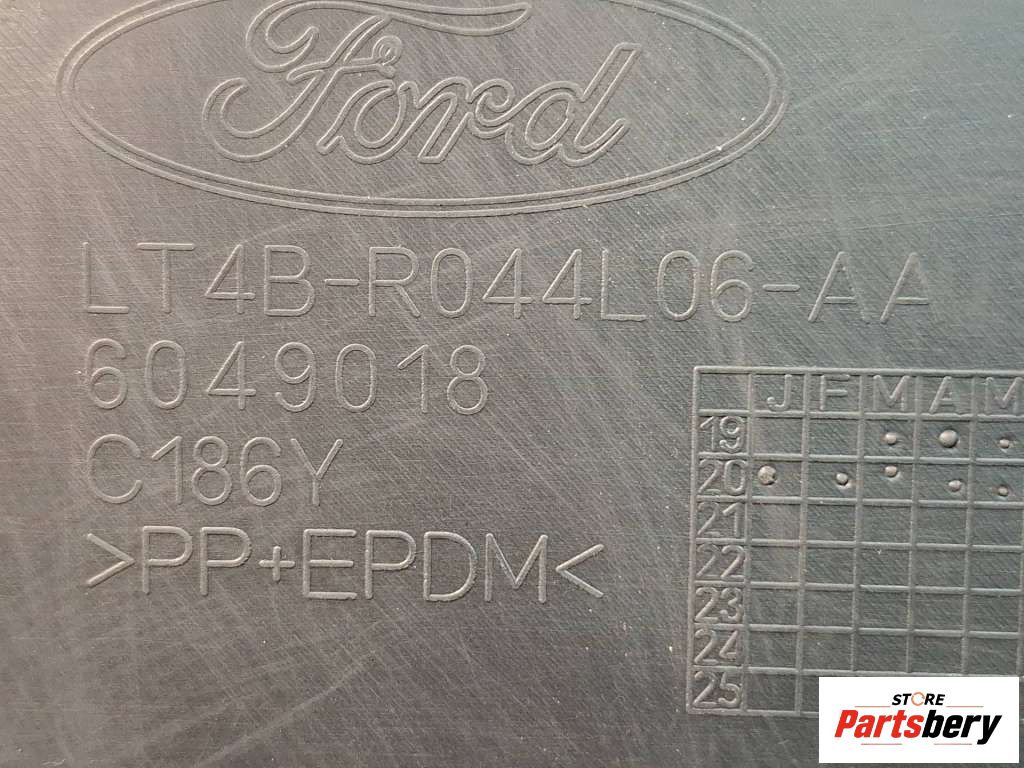 Ford
LT4B-R044L06-AA
6049018
C186Y
>PP+EPDM<
J F M A M
19
20
21
22
23
24
25
STORE
Partsbery